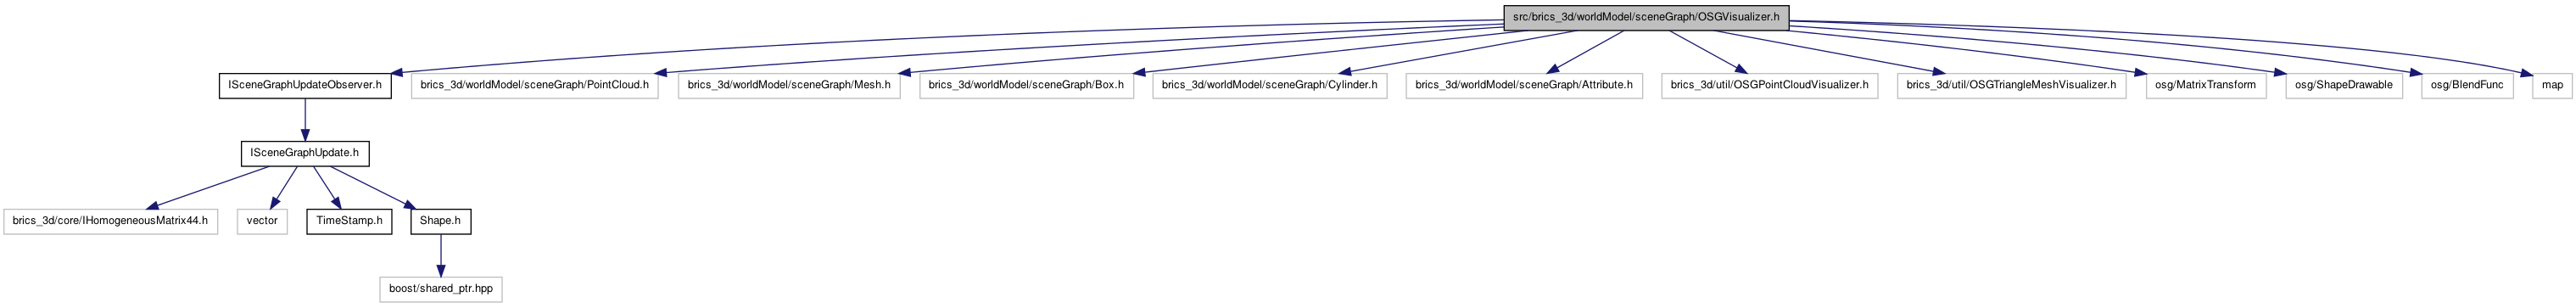 src/brics_3d/worldModel/sceneGraph/OSGVisualizer.h
ISceneGraphUpdateObserver.h
brics_3d/worldModel/sceneGraph/PointCloud.h
brics_3d/worldModel/sceneGraph/Mesh.h
brics_3d/worldModel/sceneGraph/Box.h
brics_3d/worldModel/sceneGraph/Cylinder.h
brics_3d/worldModel/sceneGraph/Attribute.h
brics_3d/util/OSGPointCloudVisualizer.h
brics_3d/util/OSGTriangleMeshVisualizer.h
osg/MatrixTransform
osg/ShapeDrawable
osg/BlendFunc
map
ISceneGraphUpdate.h
brics_3d/core/IHomogeneousMatrix44.h
vector
TimeStamp.h
Shape.h
boost/shared_ptr.hpp